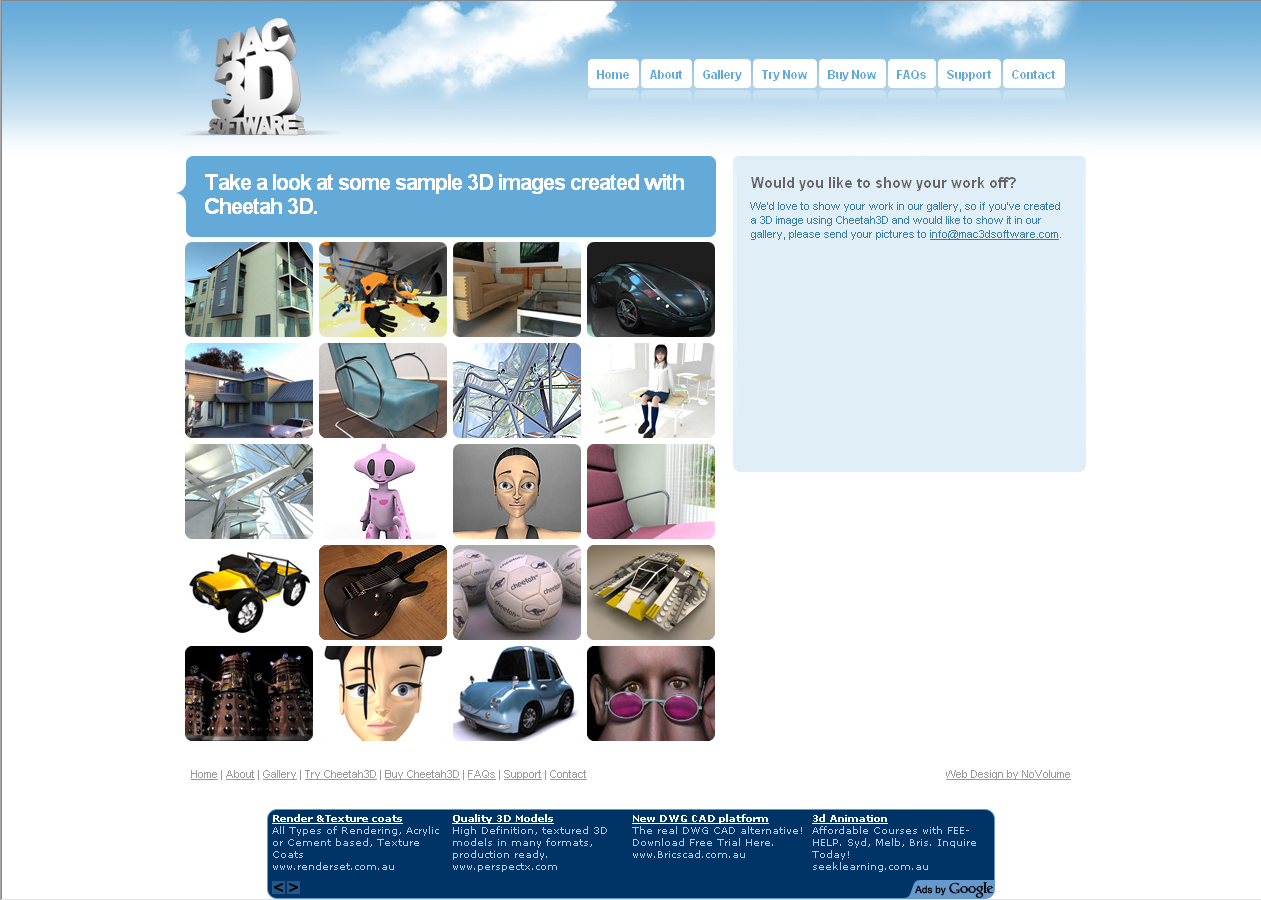 MAC
3D
SOFTWARE
Home About Gallery Try Now Buy Now FAQs Support Contact
Take a look at some sample 3D images created with
Cheetah 3D.
Would you like to show your work off?
We'd love to show your work in our gallery, so if you've created
a 3D image using Cheetah3D and would like to show it in our
gallery, please send your pictures to info@mac3dsoftware.com.
cheetah
Home | About | Gallery | Try Cheetah3D | Buy Cheetah3D | FAQs | Support | Contact
Web Design by NoVolume
Render &Texture coats
All Types of Rendering, Acrylic
or Cement based, Texture
Coats
www.renderset.com.au
Quality 3D Models
High Definition, textured 3D
models in many formats,
production ready.
www.perspectx.com
New DWG CAD platform
The real DWG CAD alternative!
Download Free Trial Here.
www.Bricscad.com.au
3d Animation
Affordable Courses with FEE-
HELP. Syd, Melb, Bris. Inquire
Today!
seeklearning.com.au
< >
Ads by Google